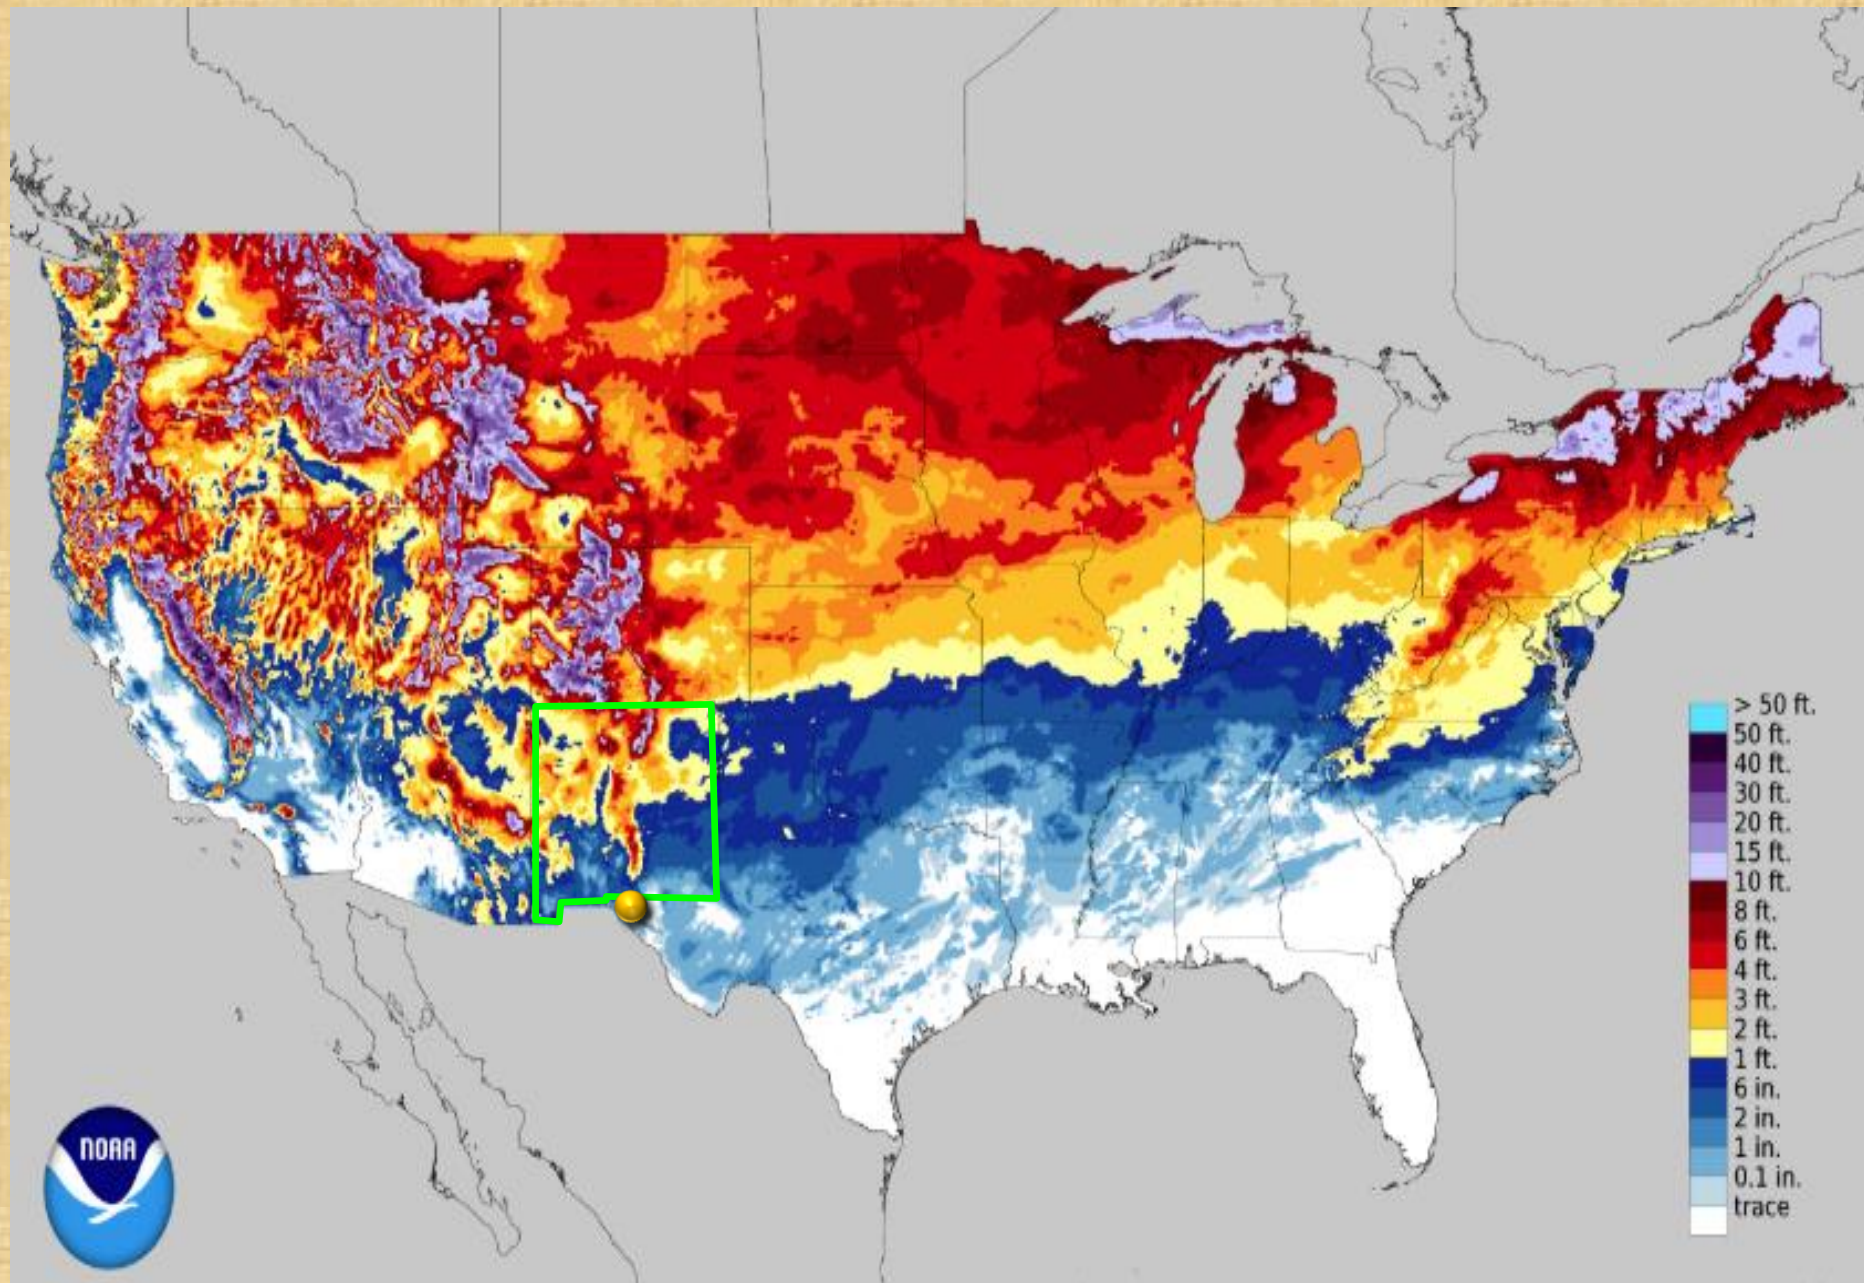 > 50 ft.
50 ft.
40 ft.
30 ft.
20 ft.
15 ft.
10 ft.
8 ft.
6 ft.
4 ft.
3 ft.
2 ft.
1 ft.
6 in.
2 in.
1 in.
0.1 in.
trace
NOAA